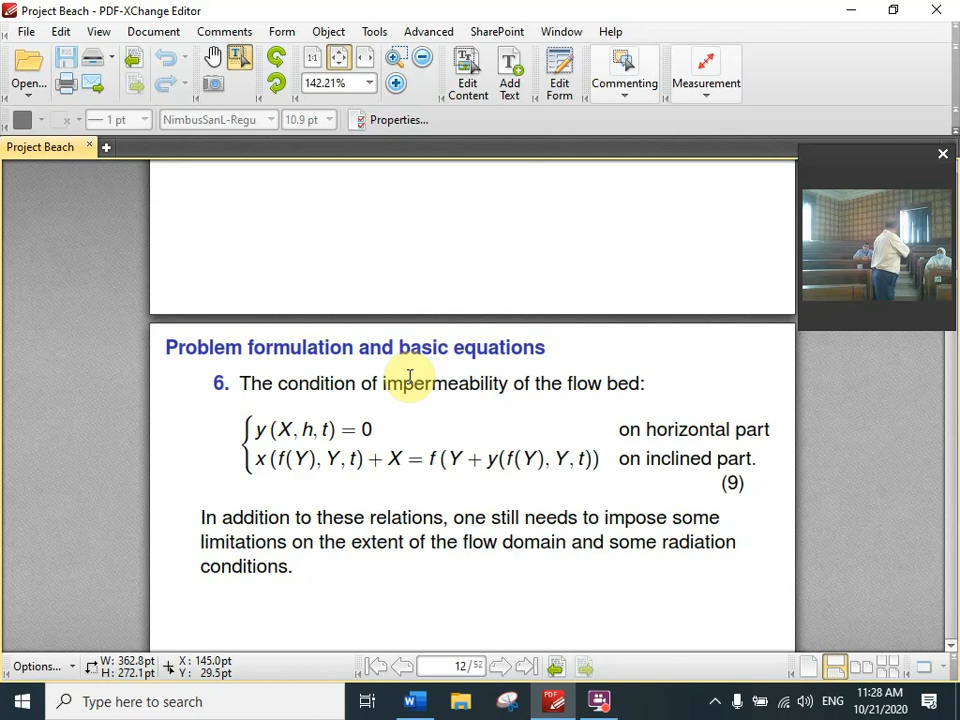 Project Beach - PDF-XChange Editor
File Edit View Document Comments Form Object Tools Advanced SharePoint Window Help
Open...
142.21%
Edit Content
Add Text
Edit Form
Commenting
Measurement
1 pt
NimbusSanL-Regu
10.9 pt
Properties...
Project Beach
Problem formulation and basic equations
6. The condition of impermeability of the flow bed:
y (X, h, t) = 0 on horizontal part
x (f(Y), Y, t) + X = f (Y + y(f(Y), Y, t)) on inclined part.
(9)
In addition to these relations, one still needs to impose some
limitations on the extent of the flow domain and some radiation
conditions.
Options...
W: 362.8pt
H: 272.1pt
X: 145.0pt
Y: 29.5pt
12/52
Type here to search
ENG
11:28 AM
10/21/2020